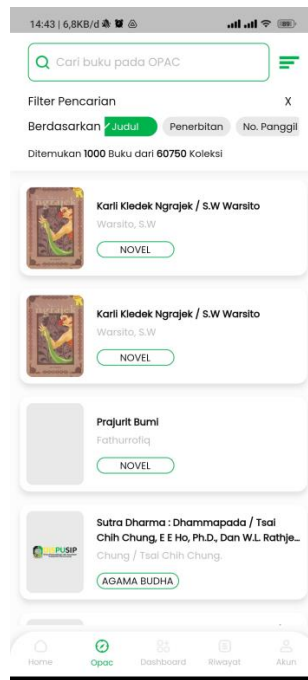 14:43 | 6,8KB/d
Cari buku pada OPAC
Filter Pencarian X
Berdasarkan Judul Penerbitan No. Panggil
Ditemukan 1000 Buku dari 60750 Koleksi
ngrajek
Karli Kledek Ngrajek / S.W Warsito
Warsito, S.W
NOVEL
ngrajek
Karli Kledek Ngrajek / S.W Warsito
Warsito, S.W
NOVEL
Prajurit Bumi
Fathurrofiq
NOVEL
Sutra Dharma : Dhammapada / Tsai
Chih Chung, E E Ho, Ph.D., Dan W.L. Rathje...
PUSIP
Chung / Tsai Chih Chung.
AGAMA BUDHA
Home Opac Dashboard Riwayat Akun